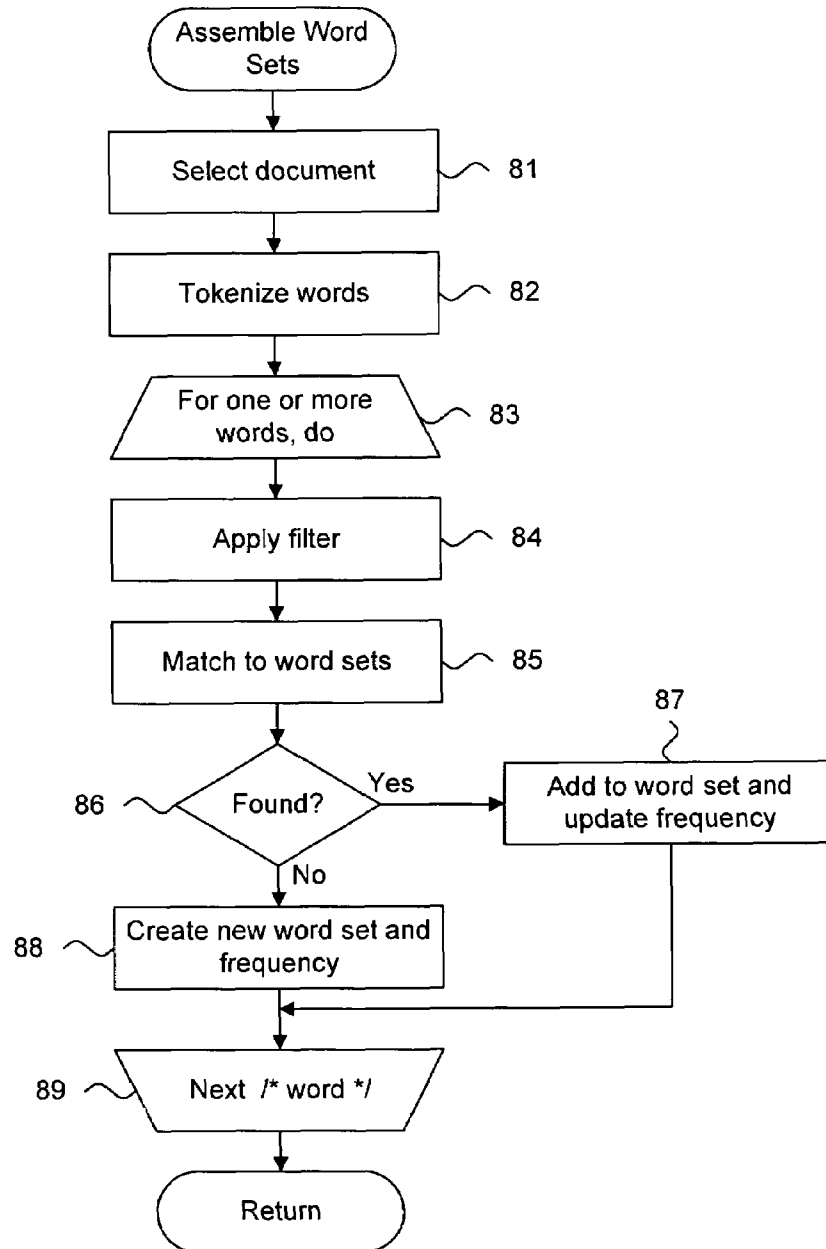 Assemble Word
Sets
Select document
81
Tokenize words
82
For one or more
words, do
83
Apply filter
84
Match to word sets
85
86
Found?
Yes
87
Add to word set and
update frequency
No
88
Create new word set and
frequency
89
Next /* word */
Return